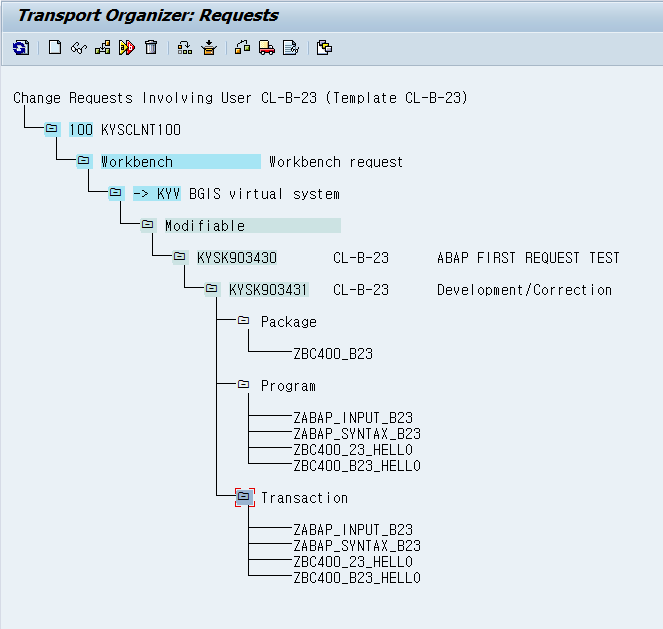 Transport Organizer: Requests
Change Requests Involving User CL-B-23 (Template CL-B-23)
100 KYSCLNT100
Workbench Workbench request
-> KYV BGIS virtual system
Modifiable
KYSK903430 CL-B-23 ABAP FIRST REQUEST TEST
KYSK903431 CL-B-23 Development/Correction
Package
ZBC400_B23
Program
ZABAP_INPUT_B23
ZABAP_SYNTAX_B23
ZBC400_23_HELLO
ZBC400_B23_HELLO
Transaction
ZABAP_INPUT_B23
ZABAP_SYNTAX_B23
ZBC400_23_HELLO
ZBC400_B23_HELLO